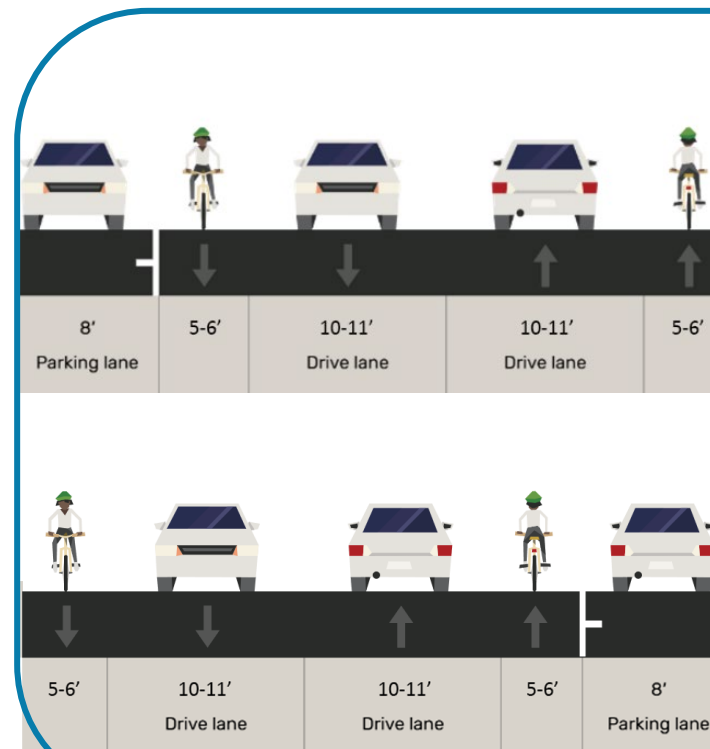 8' 5-6' 10-11' 10-11' 5-6'
Parking lane Drive lane Drive lane
5-6' 10-11' 10-11' 5-6' 8'
Drive lane Drive lane Parking lane